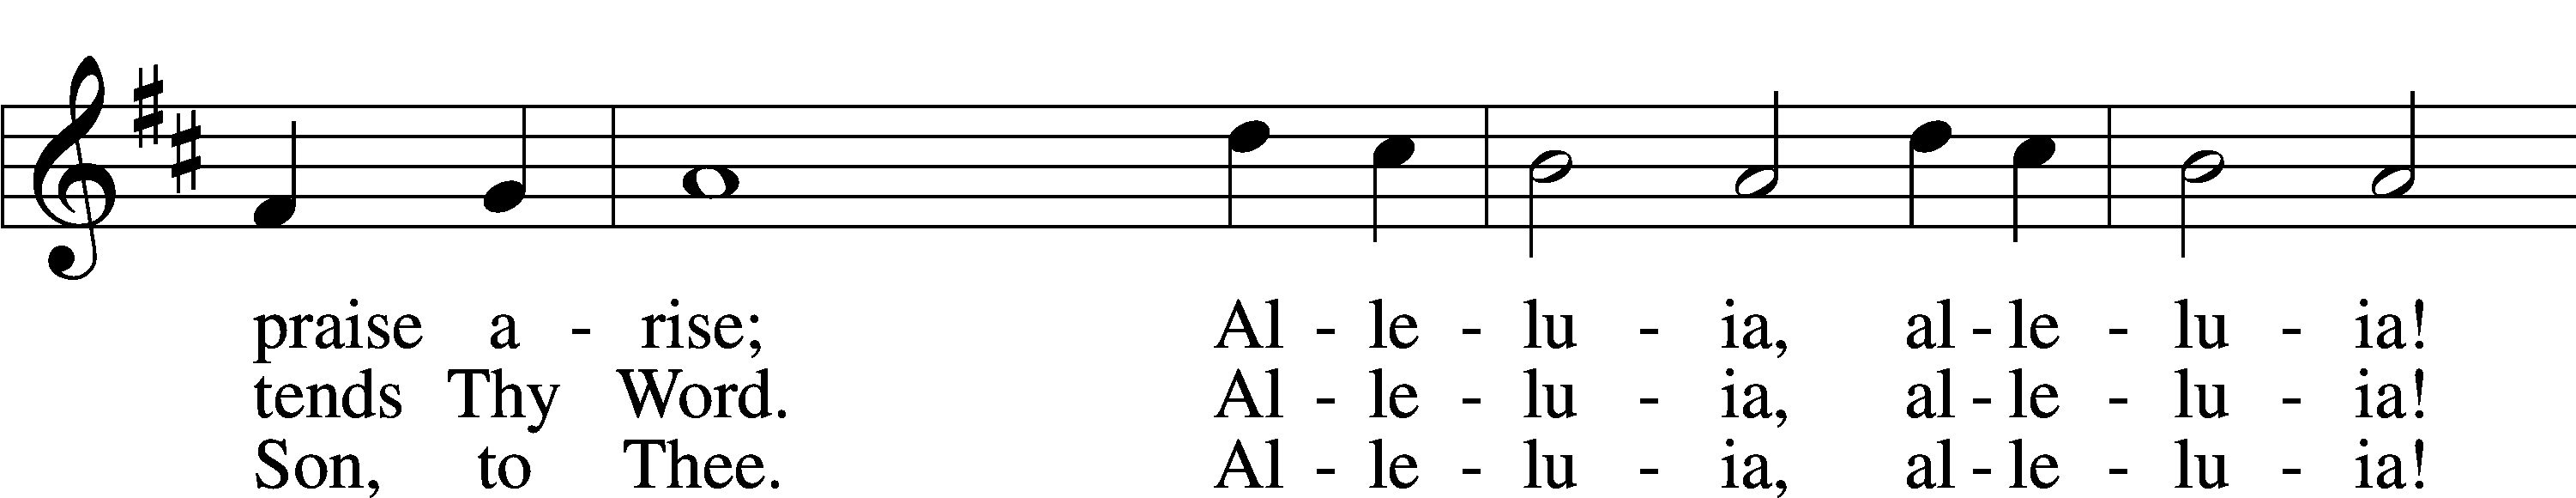 praise a - rise; Al - le - lu - ia, al - le - lu - ia!
tends Thy Word. Al - le - lu - ia, al - le - lu - ia!
Son, to Thee. Al - le - lu - ia, al - le - lu - ia!